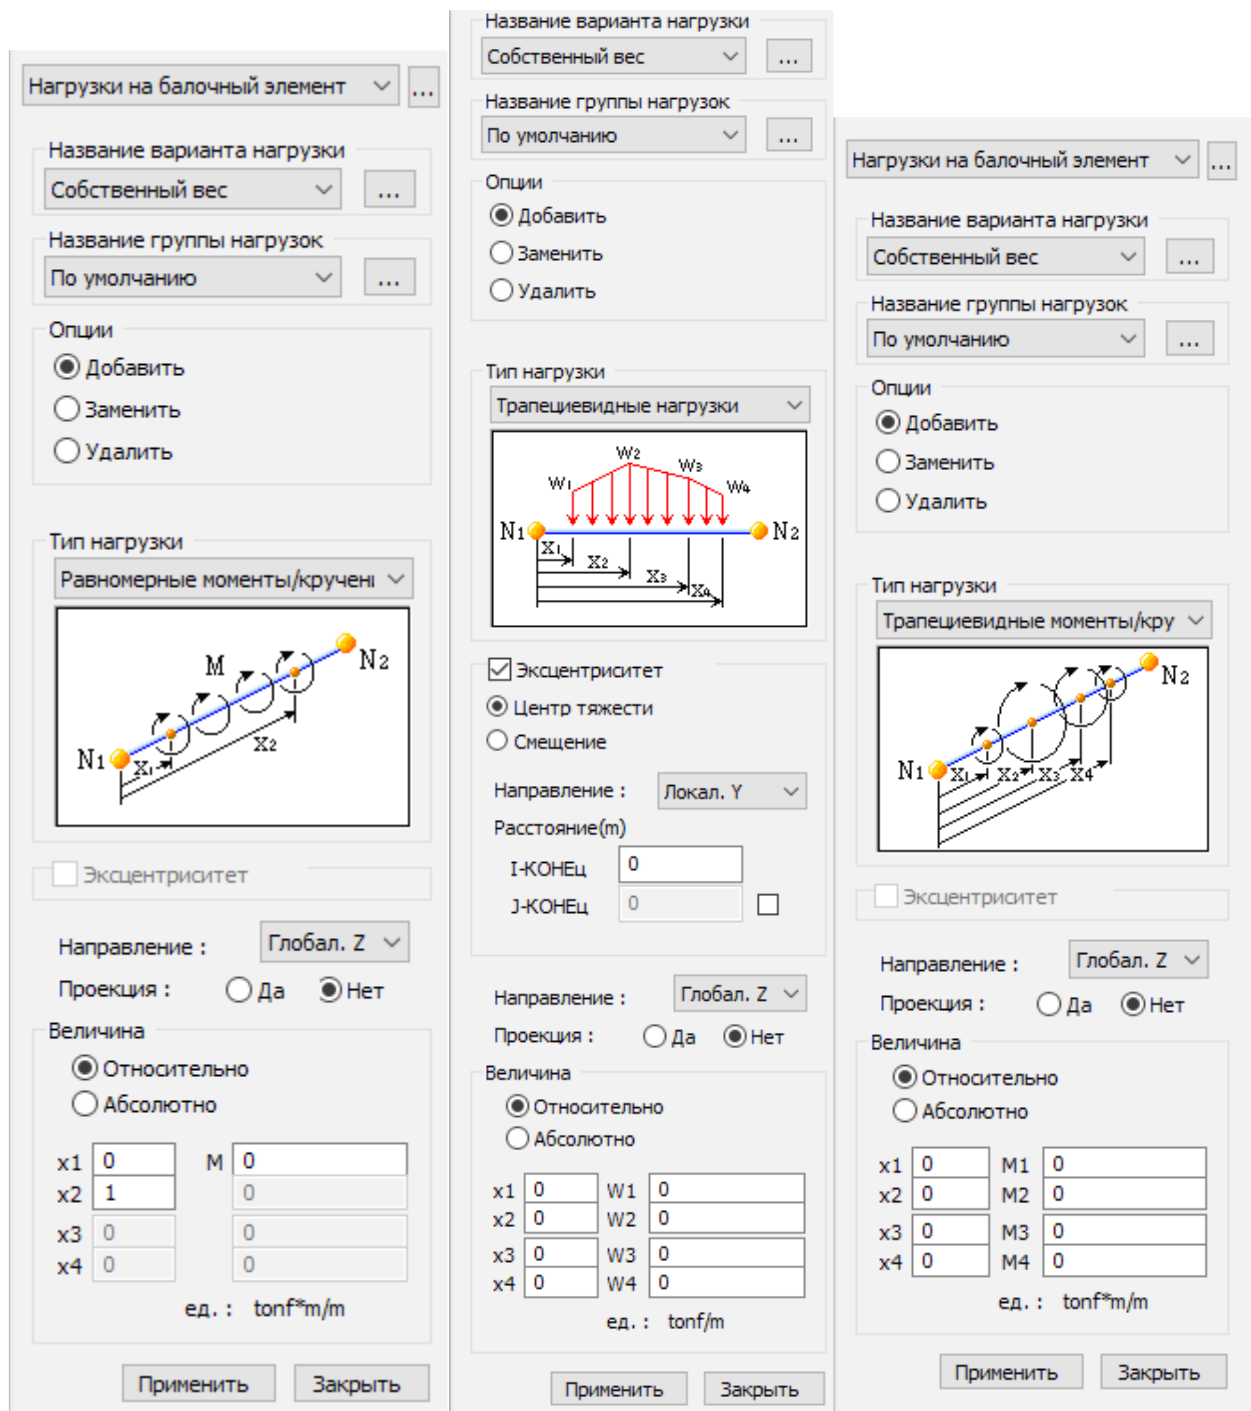 Нагрузки на балочный элемент ...
Название варианта нагрузки
Собственный вес ...
Название группы нагрузок
По умолчанию ...
Опции
Добавить
Заменить
Удалить
Тип нагрузки
Равномерные моменты/кручені
N1 M N2
X1 X2
Эксцентриситет
Направление : Глобал. Z
Проекция : Да Нет
Величина
Относительно
Абсолютно
x1 0 M 0
x2 1 0
x3 0 0
x4 0 0
ед. : tonf*m/m
Применить Закрыть
Название варианта нагрузки
Собственный вес ...
Название группы нагрузок
По умолчанию ...
Опции
Добавить
Заменить
Удалить
Тип нагрузки
Трапециевидные нагрузки
W1 W2 W3 W4
N1 N2
X1 X2 X3 X4
Эксцентриситет
Центр тяжести
Смещение
Направление : Локал. Y
Расстояние(m)
I-КОНЕц 0
J-КОНЕц 0
Направление : Глобал. Z
Проекция : Да Нет
Величина
Относительно
Абсолютно
x1 0 W1 0
x2 0 W2 0
x3 0 W3 0
x4 0 W4 0
ед. : tonf/m
Применить Закрыть
Нагрузки на балочный элемент ...
Название варианта нагрузки
Собственный вес ...
Название группы нагрузок
По умолчанию ...
Опции
Добавить
Заменить
Удалить
Тип нагрузки
Трапециевидные моменты/кру
N1 N2
X1 X2 X3 X4
Эксцентриситет
Направление : Глобал. Z
Проекция : Да Нет
Величина
Относительно
Абсолютно
x1 0 M1 0
x2 0 M2 0
x3 0 M3 0
x4 0 M4 0
ед. : tonf*m/m
Применить Закрыть